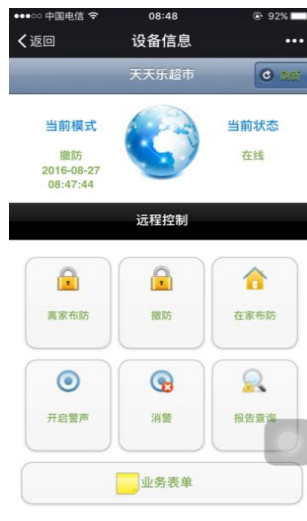 中国电信 08:48 92%
返回 设备信息
天天乐超市 刷新
当前模式 当前状态
撤防 在线
2016-08-27
08:47:44
远程控制
离家布防 撤防 在家布防
开启警声 消警 报告查询
业务表单